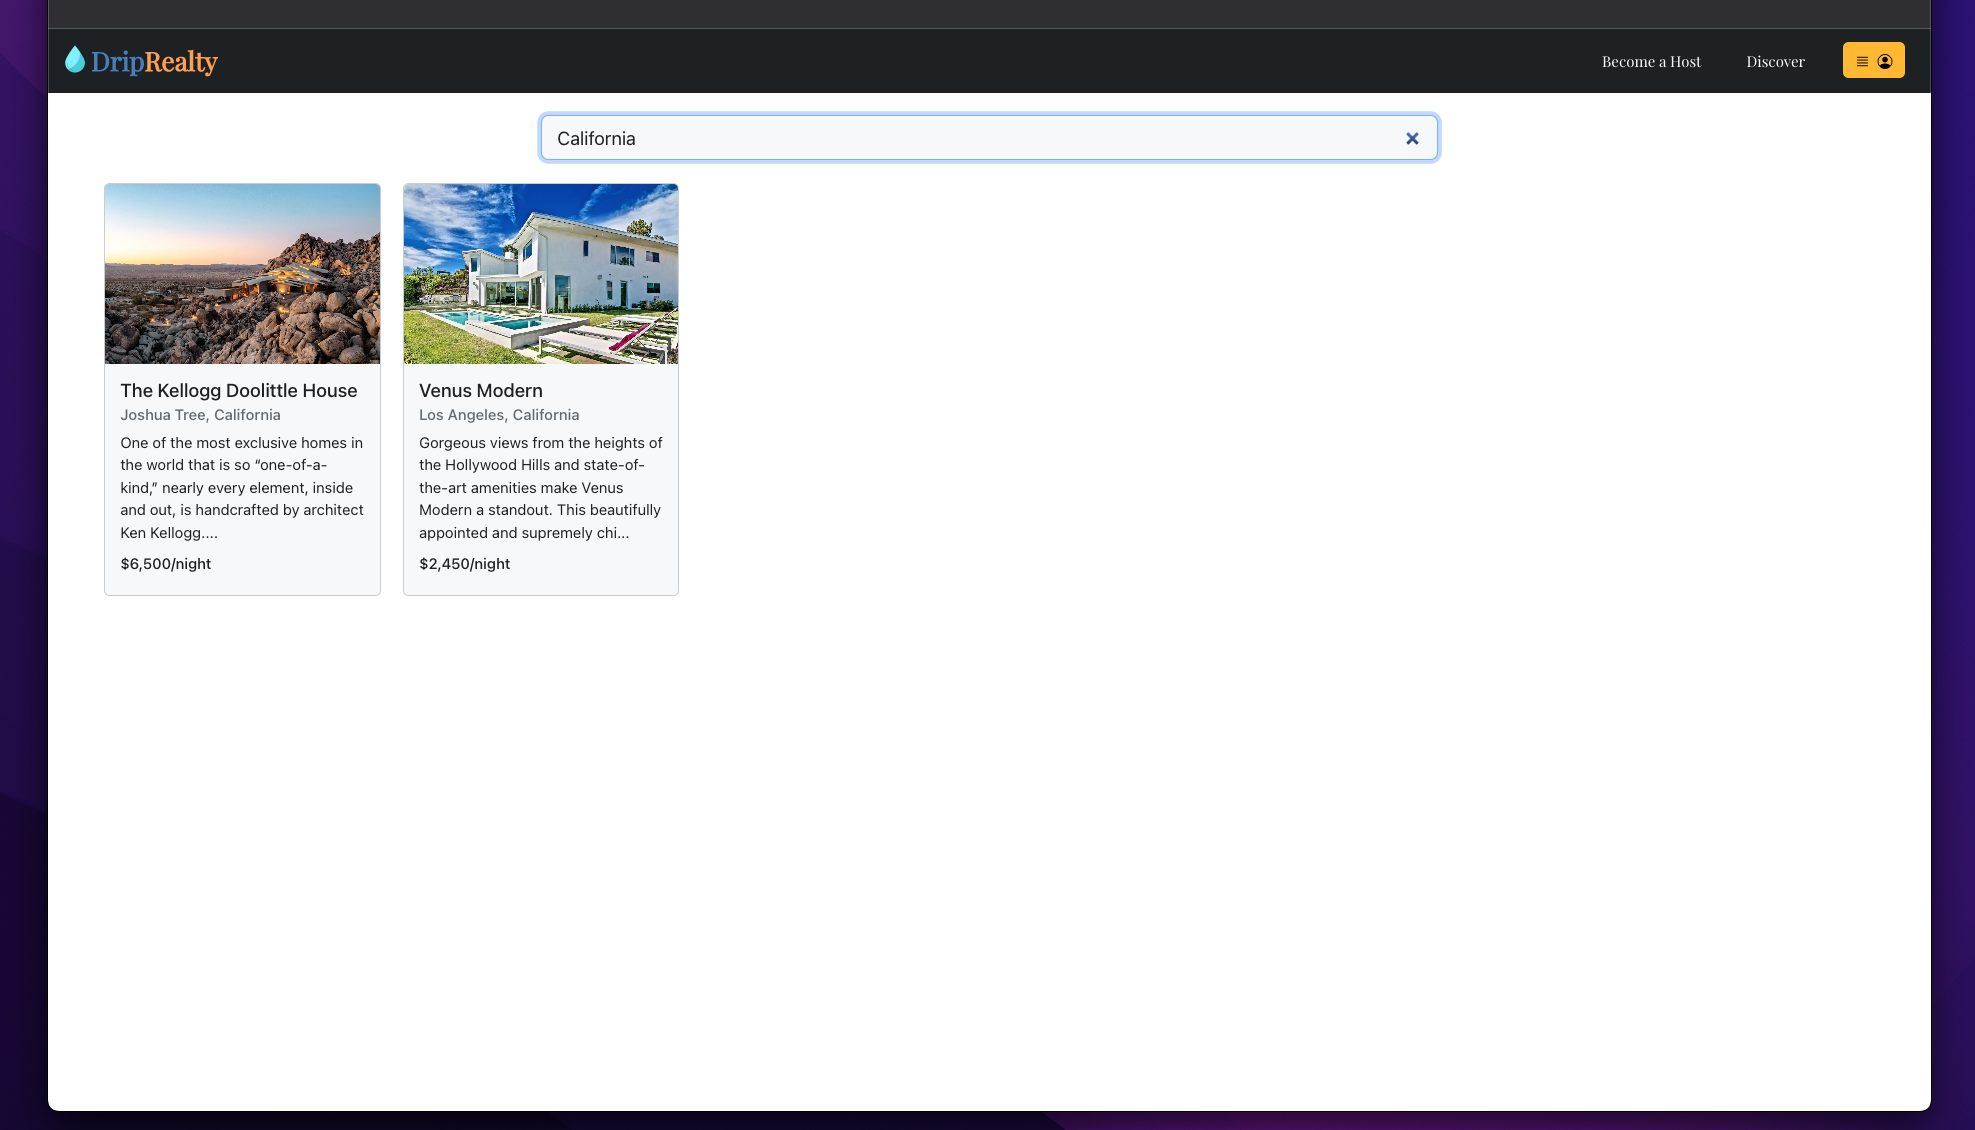 DripRealty
Become a Host
Discover
California
The Kellogg Doolittle House
Joshua Tree, California
One of the most exclusive homes in
the world that is so “one-of-a-
kind,” nearly every element, inside
and out, is handcrafted by architect
Ken Kellogg....
$6,500/night
Venus Modern
Los Angeles, California
Gorgeous views from the heights of
the Hollywood Hills and state-of-
the-art amenities make Venus
Modern a standout. This beautifully
appointed and supremely chi...
$2,450/night